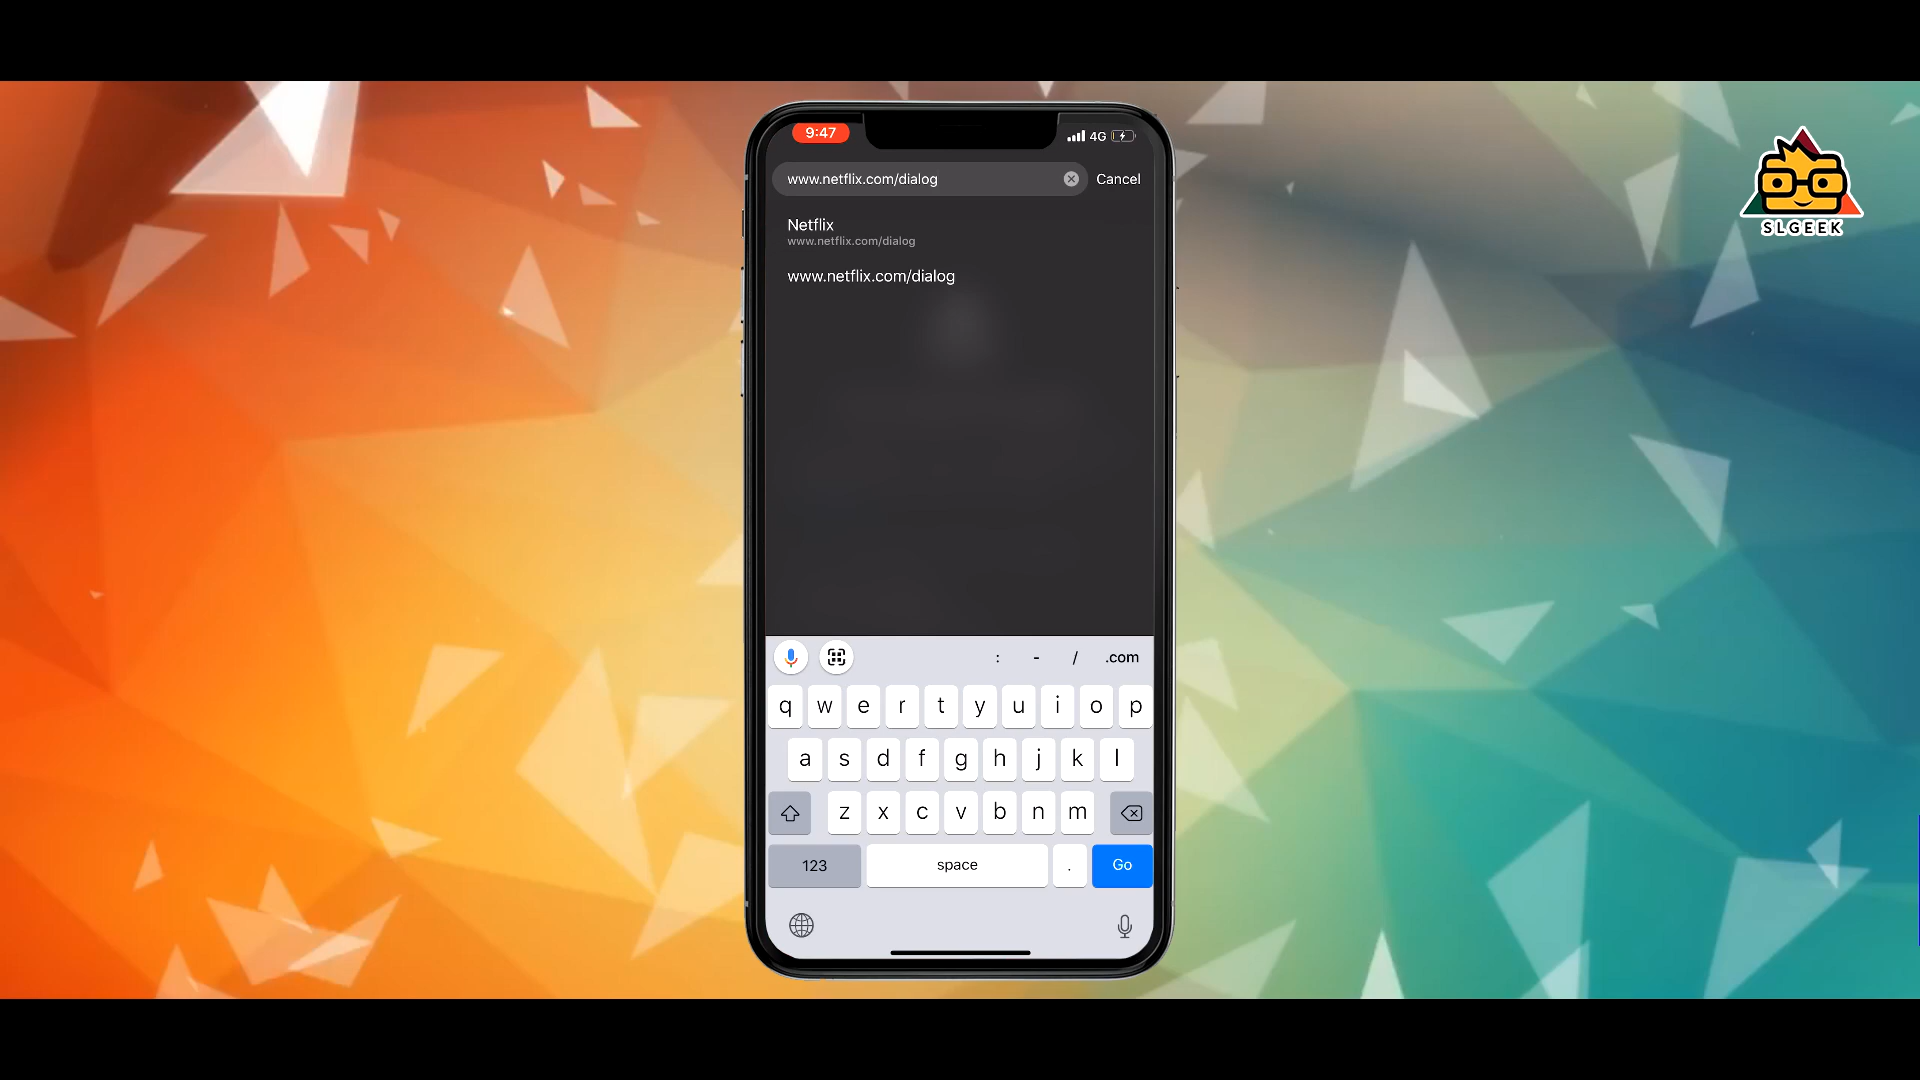 9:47
4G
www.netflix.com/dialog
Cancel
Netflix
www.netflix.com/dialog
www.netflix.com/dialog
SLGEEK
: - / .com
q w e r t y u i o p
a s d f g h j k l
z x c v b n m
123 space . Go